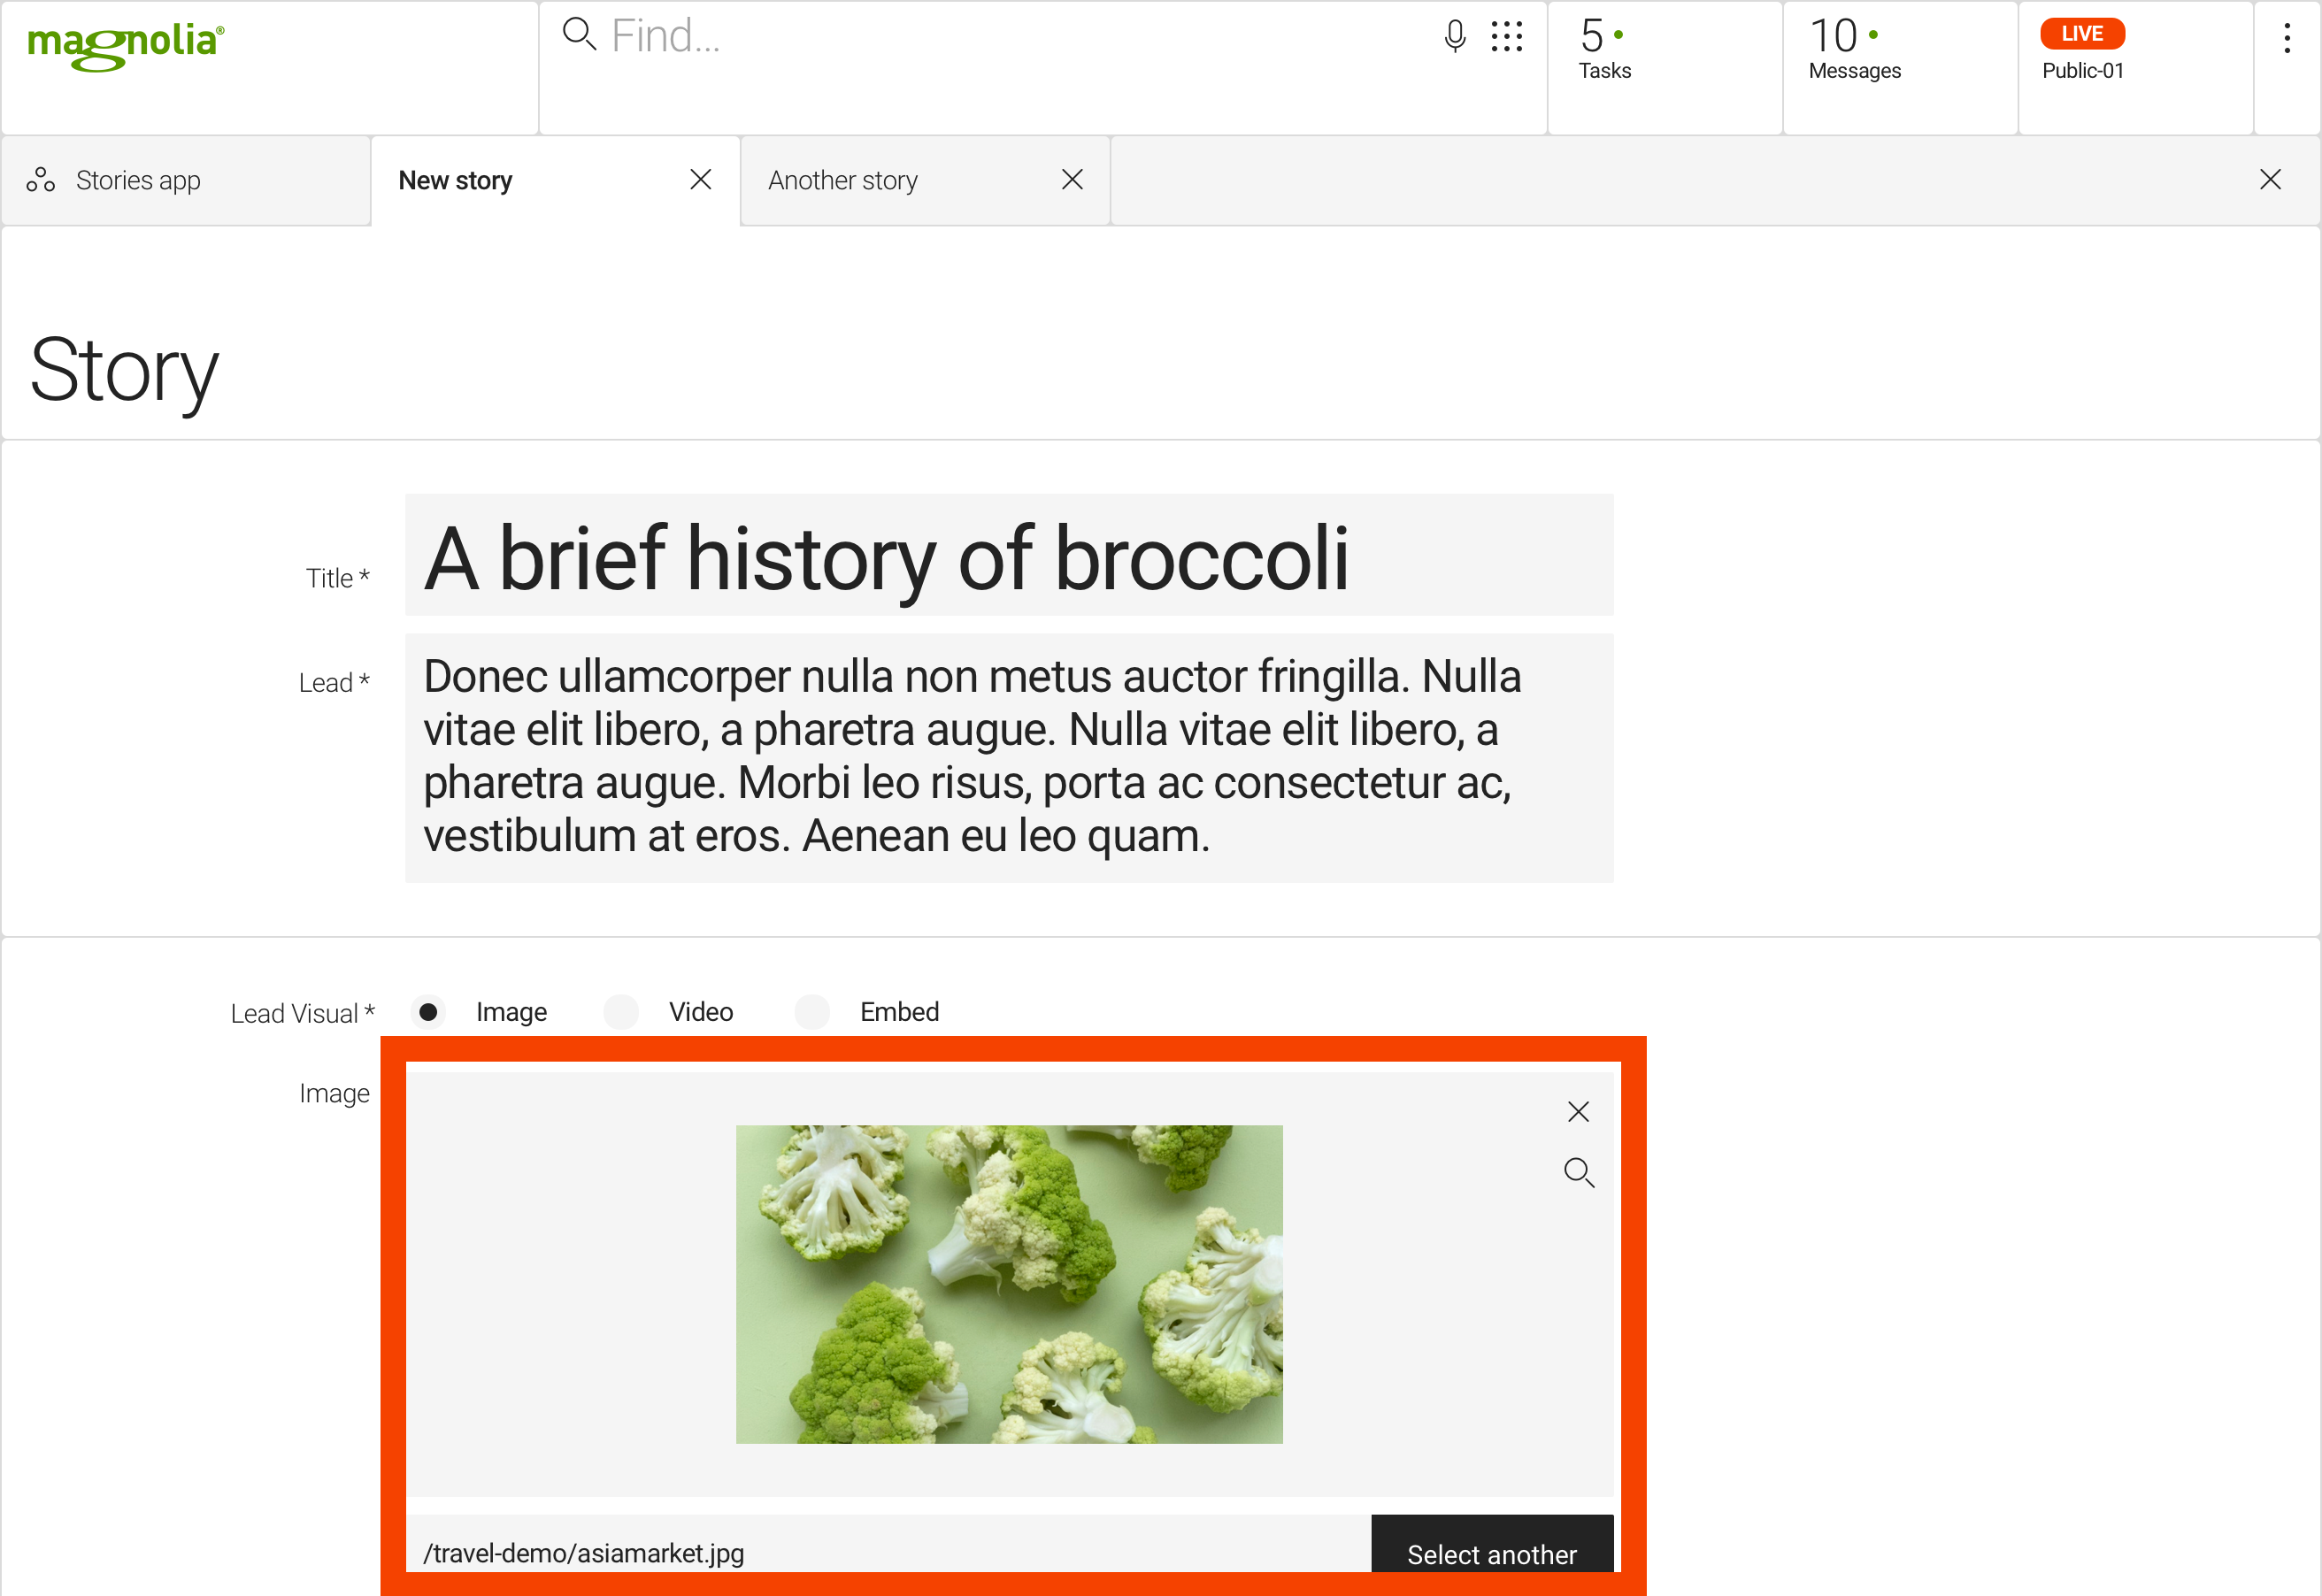 magnolia®
Find...
5
Tasks
10
Messages
LIVE
Public-01
Stories app
New story
Another story
Story
Title *
A brief history of broccoli
Lead *
Donec ullamcorper nulla non metus auctor fringilla. Nulla
vitae elit libero, a pharetra augue. Nulla vitae elit libero, a
pharetra augue. Morbi leo risus, porta ac consectetur ac,
vestibulum at eros. Aenean eu leo quam.
Lead Visual *
Image
Video
Embed
Image
/travel-demo/asiamarket.jpg
Select another